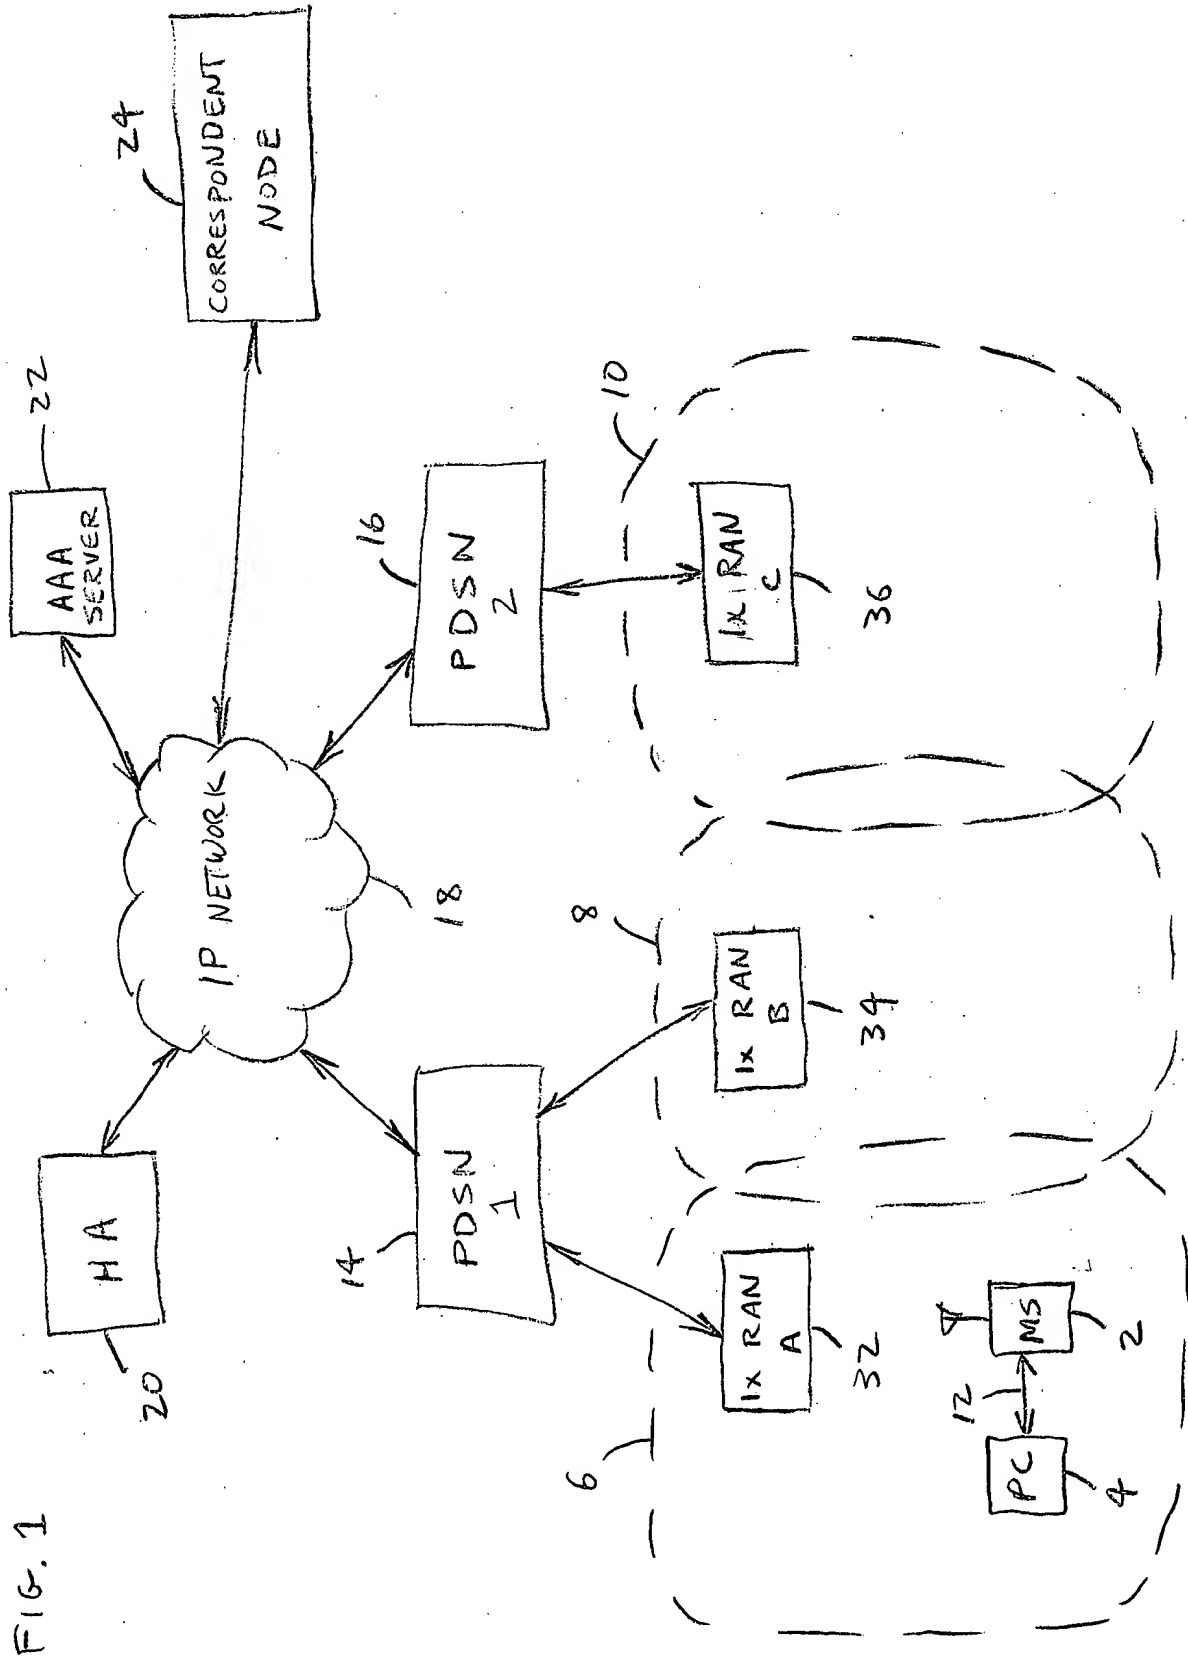 FIG. 1
20
HA
AAA
SERVER
22
24
CORRESPONDENT
NODE
IP NETWORK
18
14
PDSN
1
16
PDSN
2
6
8
10
1x RAN
A
32
1x RAN
B
34
1x RAN
C
36
12
PC
4
MS
2